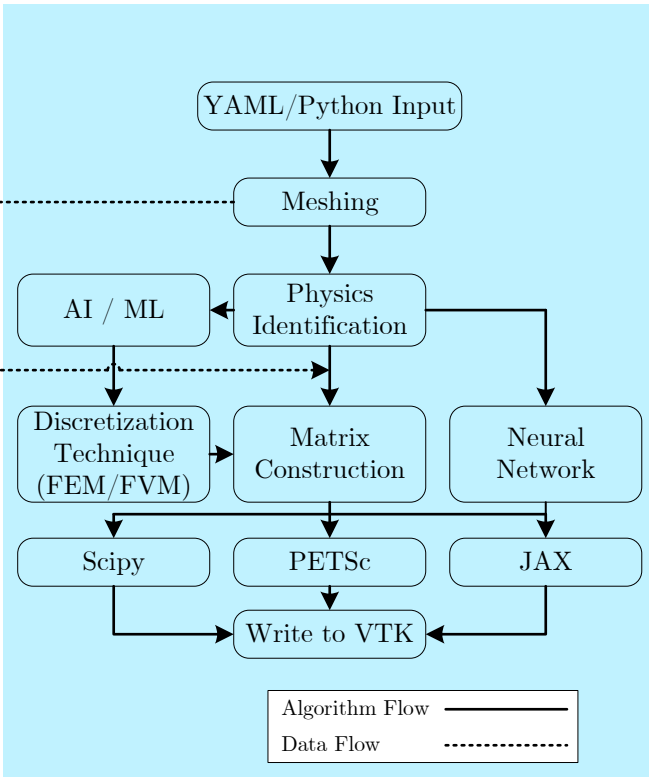 YAML/Python Input
Meshing
AI / ML
Physics
Identification
Discretization
Technique
(FEM/FVM)
Matrix
Construction
Neural
Network
Scipy
PETSc
JAX
Write to VTK
Algorithm Flow
Data Flow